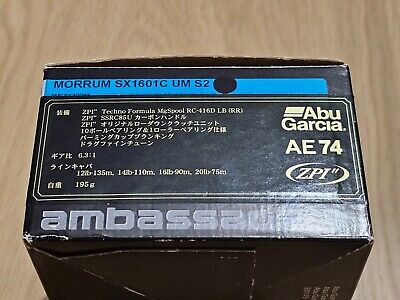 MORRUM SX1601C UM S2
装備
ZPI" Techno Formula MgSpool RC-416D LB (RR)
ZPI" SSRC85U カーボンハンドル
ZPI" オリジナルローダウンクラッチユニット
10ボールベアリング&1ローラーベアリング仕様
パーミングカップブランキング
ドラグファインチューン
ギア比 6.3:1
ラインキャパ
12lb-135m, 14lb-110m, 16lb-90m, 20lb-75m
自重 195g
Abu
Garcia®
AE 74
ZPI"
ambassa